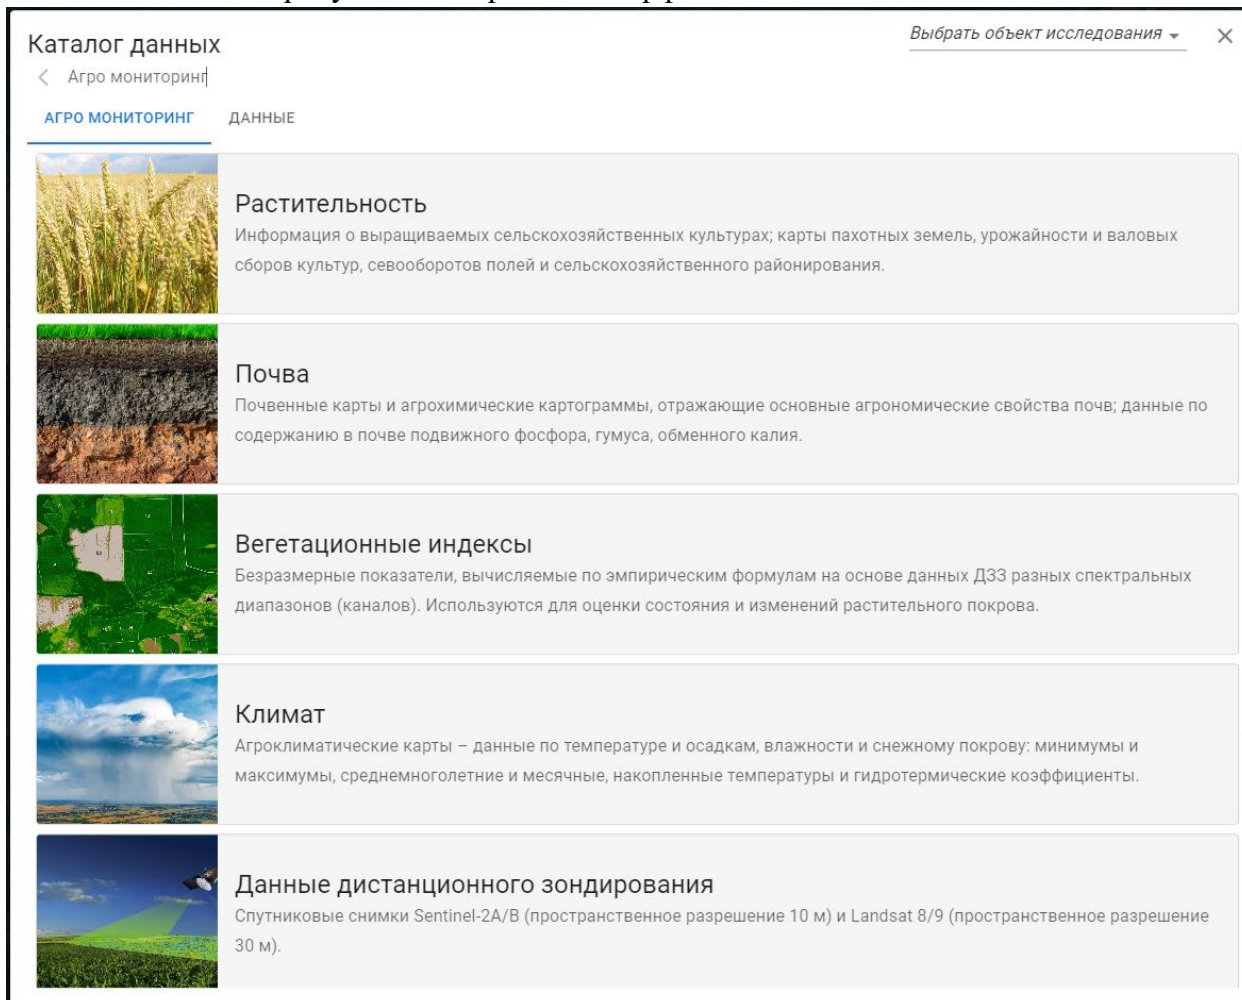 Каталог данных
Выбрать объект исследования
Агро мониторинг
АГРО МОНИТОРИНГ ДАННЫЕ
Растительность
Информация о выращиваемых сельскохозяйственных культурах; карты пахотных земель, урожайности и валовых
сборов культур, севооборотов полей и сельскохозяйственного районирования.
Почва
Почвенные карты и агрохимические картограммы, отражающие основные агрономические свойства почв; данные по
содержанию в почве подвижного фосфора, гумуса, обменного калия.
Вегетационные индексы
Безразмерные показатели, вычисляемые по эмпирическим формулам на основе данных ДЗЗ разных спектральных
диапазонов (каналов). Используются для оценки состояния и изменений растительного покрова.
Климат
Агроклиматические карты – данные по температуре и осадкам, влажности и снежному покрову: минимумы и
максимумы, среднемноголетние и месячные, накопленные температуры и гидротермические коэффициенты.
Данные дистанционного зондирования
Спутниковые снимки Sentinel-2A/B (пространственное разрешение 10 м) и Landsat 8/9 (пространственное разрешение
30 м).